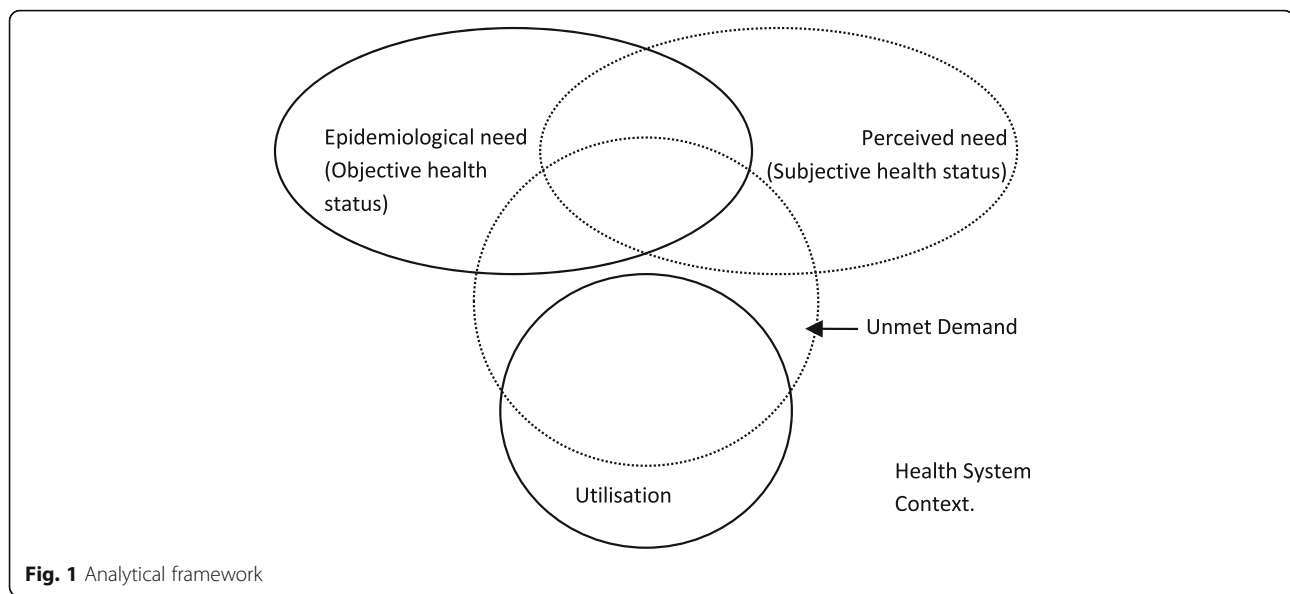 Epidemiological need
(Objective health
status)
Perceived need
(Subjective health status)
Unmet Demand
Health System
Context.
Utilisation
Fig. 1 Analytical framework